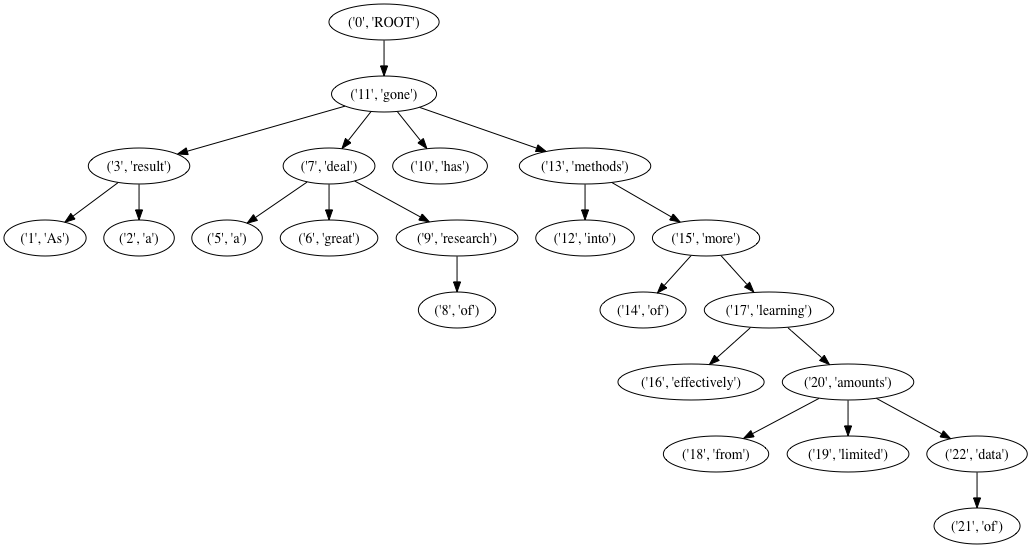 ('0', 'ROOT')
('11', 'gone')
('3', 'result') ('7', 'deal') ('10', 'has') ('13', 'methods')
('1', 'As') ('2', 'a') ('5', 'a') ('6', 'great') ('9', 'research') ('12', 'into') ('15', 'more')
('8', 'of') ('14', 'of') ('17', 'learning')
('16', 'effectively') ('20', 'amounts')
('18', 'from') ('19', 'limited') ('22', 'data')
('21', 'of')